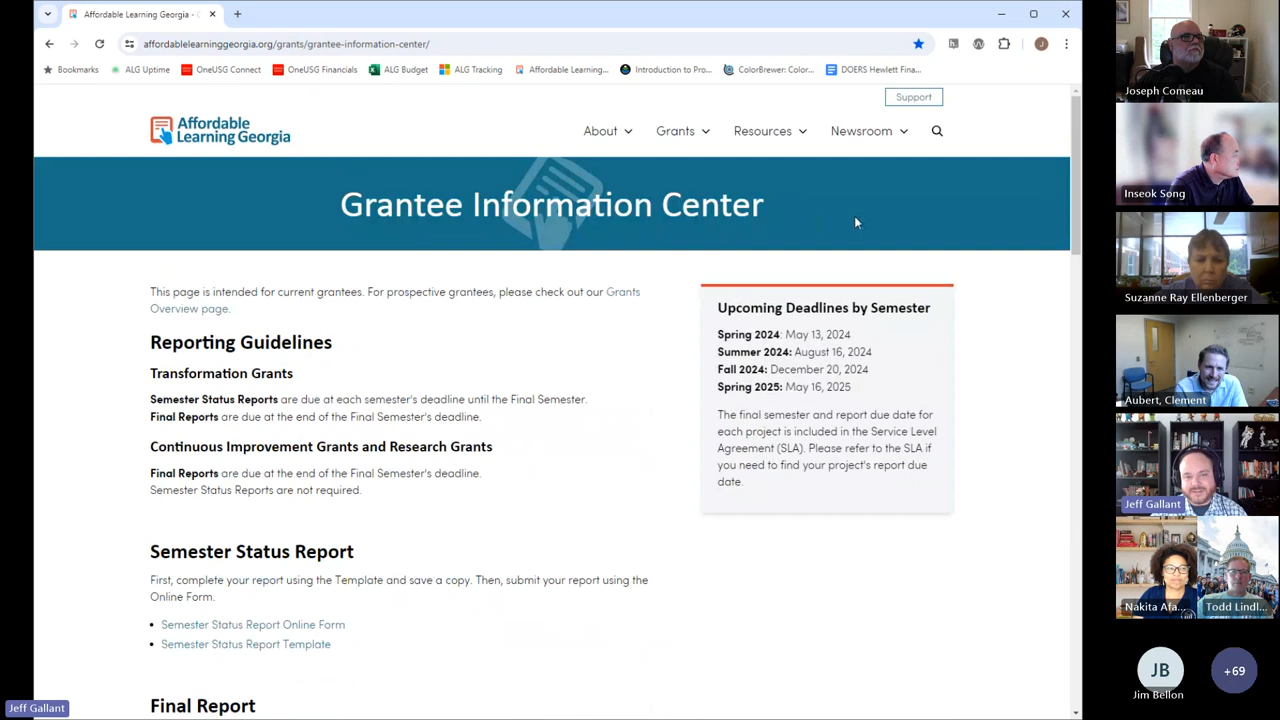 Affordable Learning Georgia -
affordablelearninggeorgia.org/grants/grantee-information-center/
J
Bookmarks
ALG Uptime
OneUSG Connect
OneUSG Financials
ALG Budget
ALG Tracking
Affordable Learning...
Introduction to Pro...
ColorBrewer: Color...
DOERS Hewlett Fina...
Support
Affordable
Learning Georgia
About
Grants
Resources
Newsroom
Grantee Information Center
This page is intended for current grantees. For prospective grantees, please check out our Grants
Overview page.
Reporting Guidelines
Transformation Grants
Semester Status Reports are due at each semester's deadline until the Final Semester.
Final Reports are due at the end of the Final Semester's deadline.
Continuous Improvement Grants and Research Grants
Final Reports are due at the end of the Final Semester's deadline.
Semester Status Reports are not required.
Semester Status Report
First, complete your report using the Template and save a copy. Then, submit your report using the
Online Form.
• Semester Status Report Online Form
• Semester Status Report Template
Final Report
Upcoming Deadlines by Semester
Spring 2024: May 13, 2024
Summer 2024: August 16, 2024
Fall 2024: December 20, 2024
Spring 2025: May 16, 2025
The final semester and report due date for
each project is included in the Service Level
Agreement (SLA). Please refer to the SLA if
you need to find your project's report due
date.
Joseph Comeau
Inseok Song
Suzanne Ray Ellenberger
Aubert, Clement
Jeff Gallant
Nakita Afa...
Todd Lindl...
JB
Jim Bellon
+69
Jeff Gallant